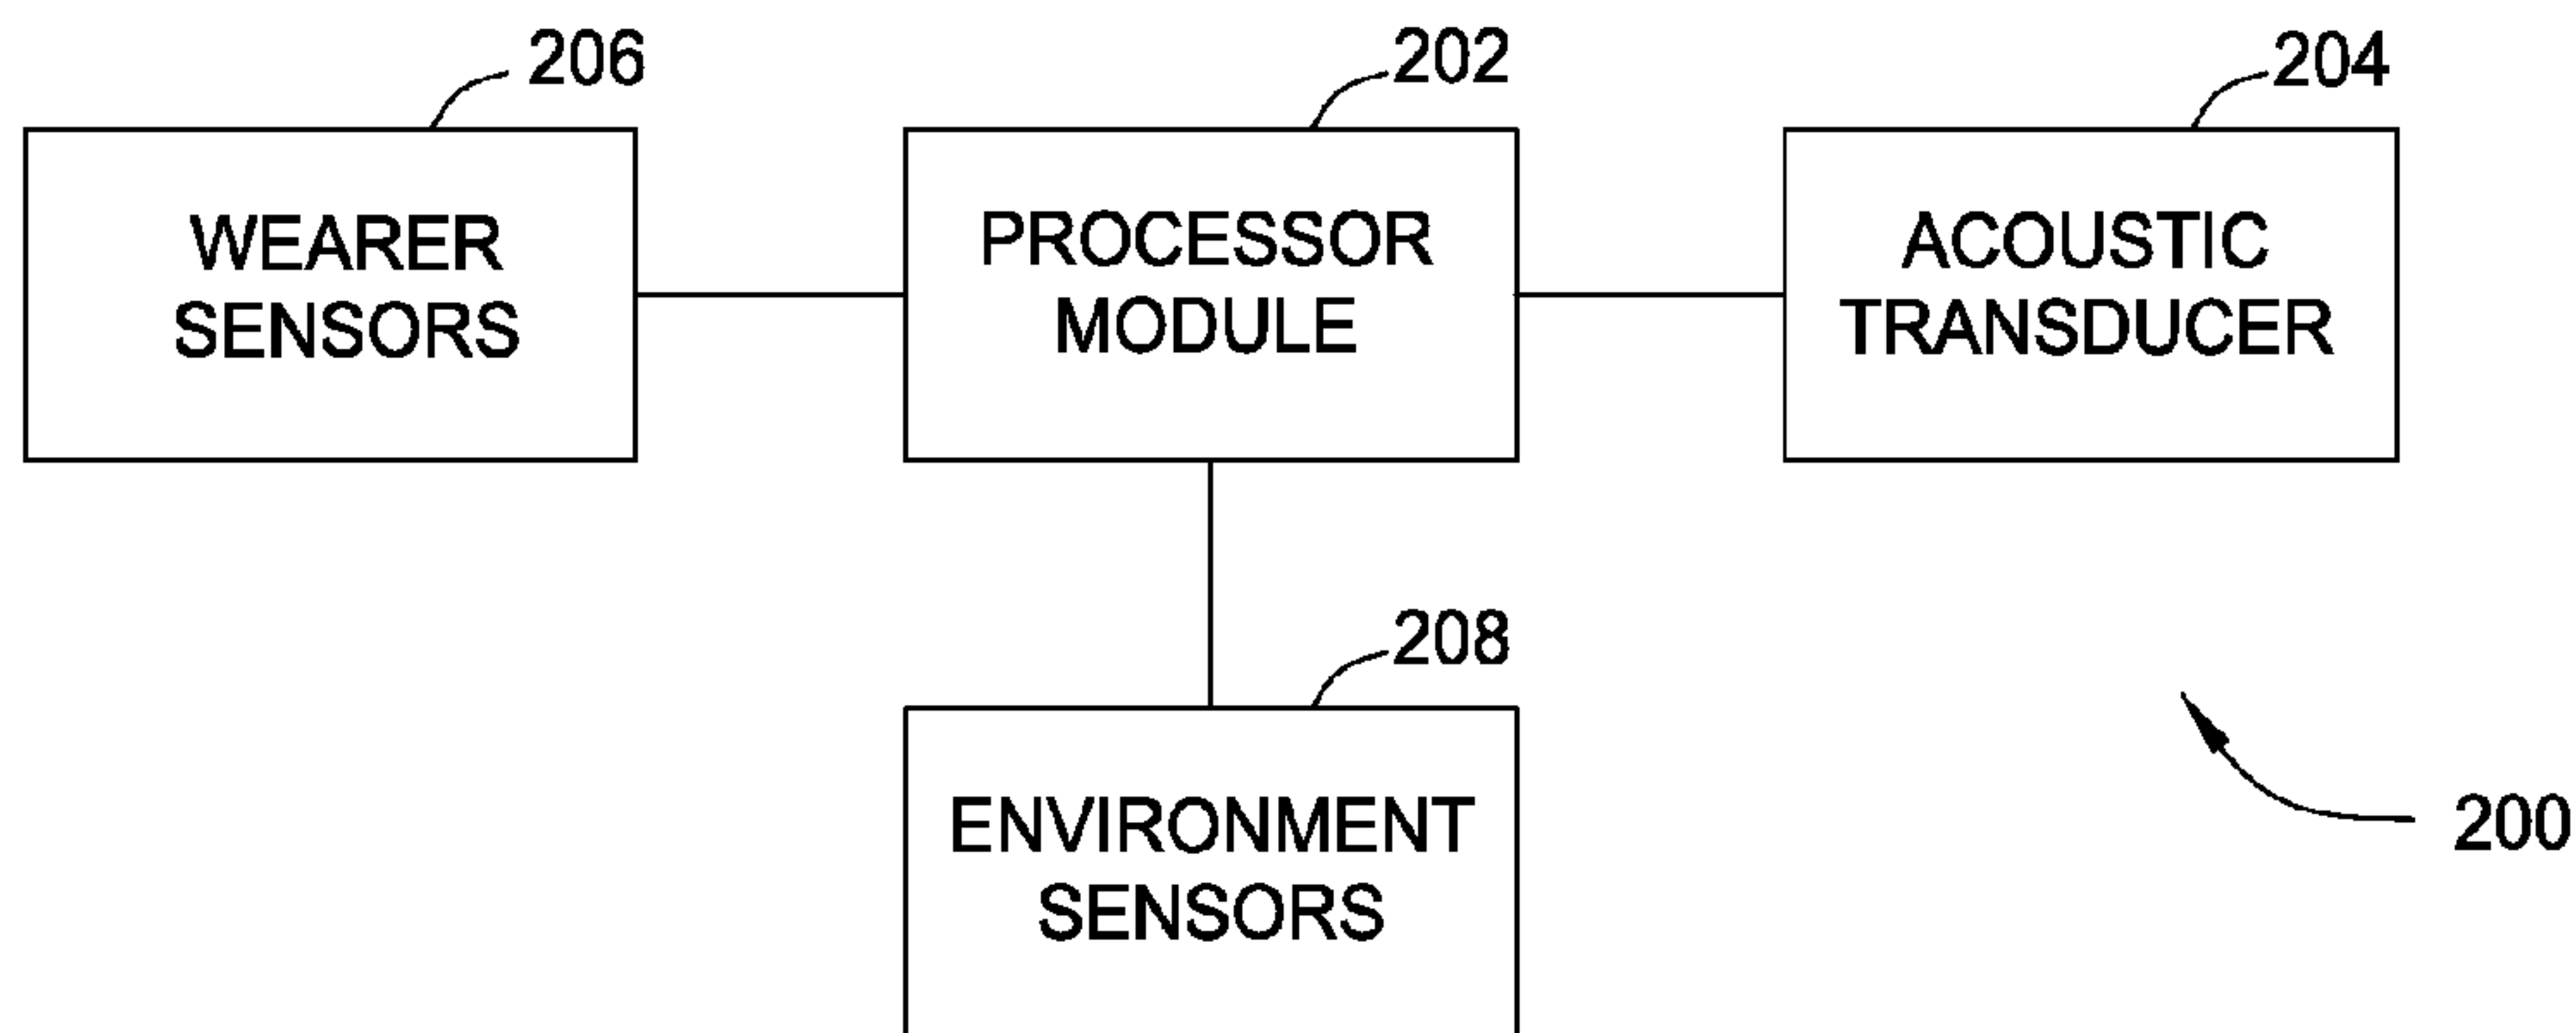 206
202
204
WEARER
SENSORS
PROCESSOR
MODULE
ACOUSTIC
TRANSDUCER
208
ENVIRONMENT
SENSORS
200